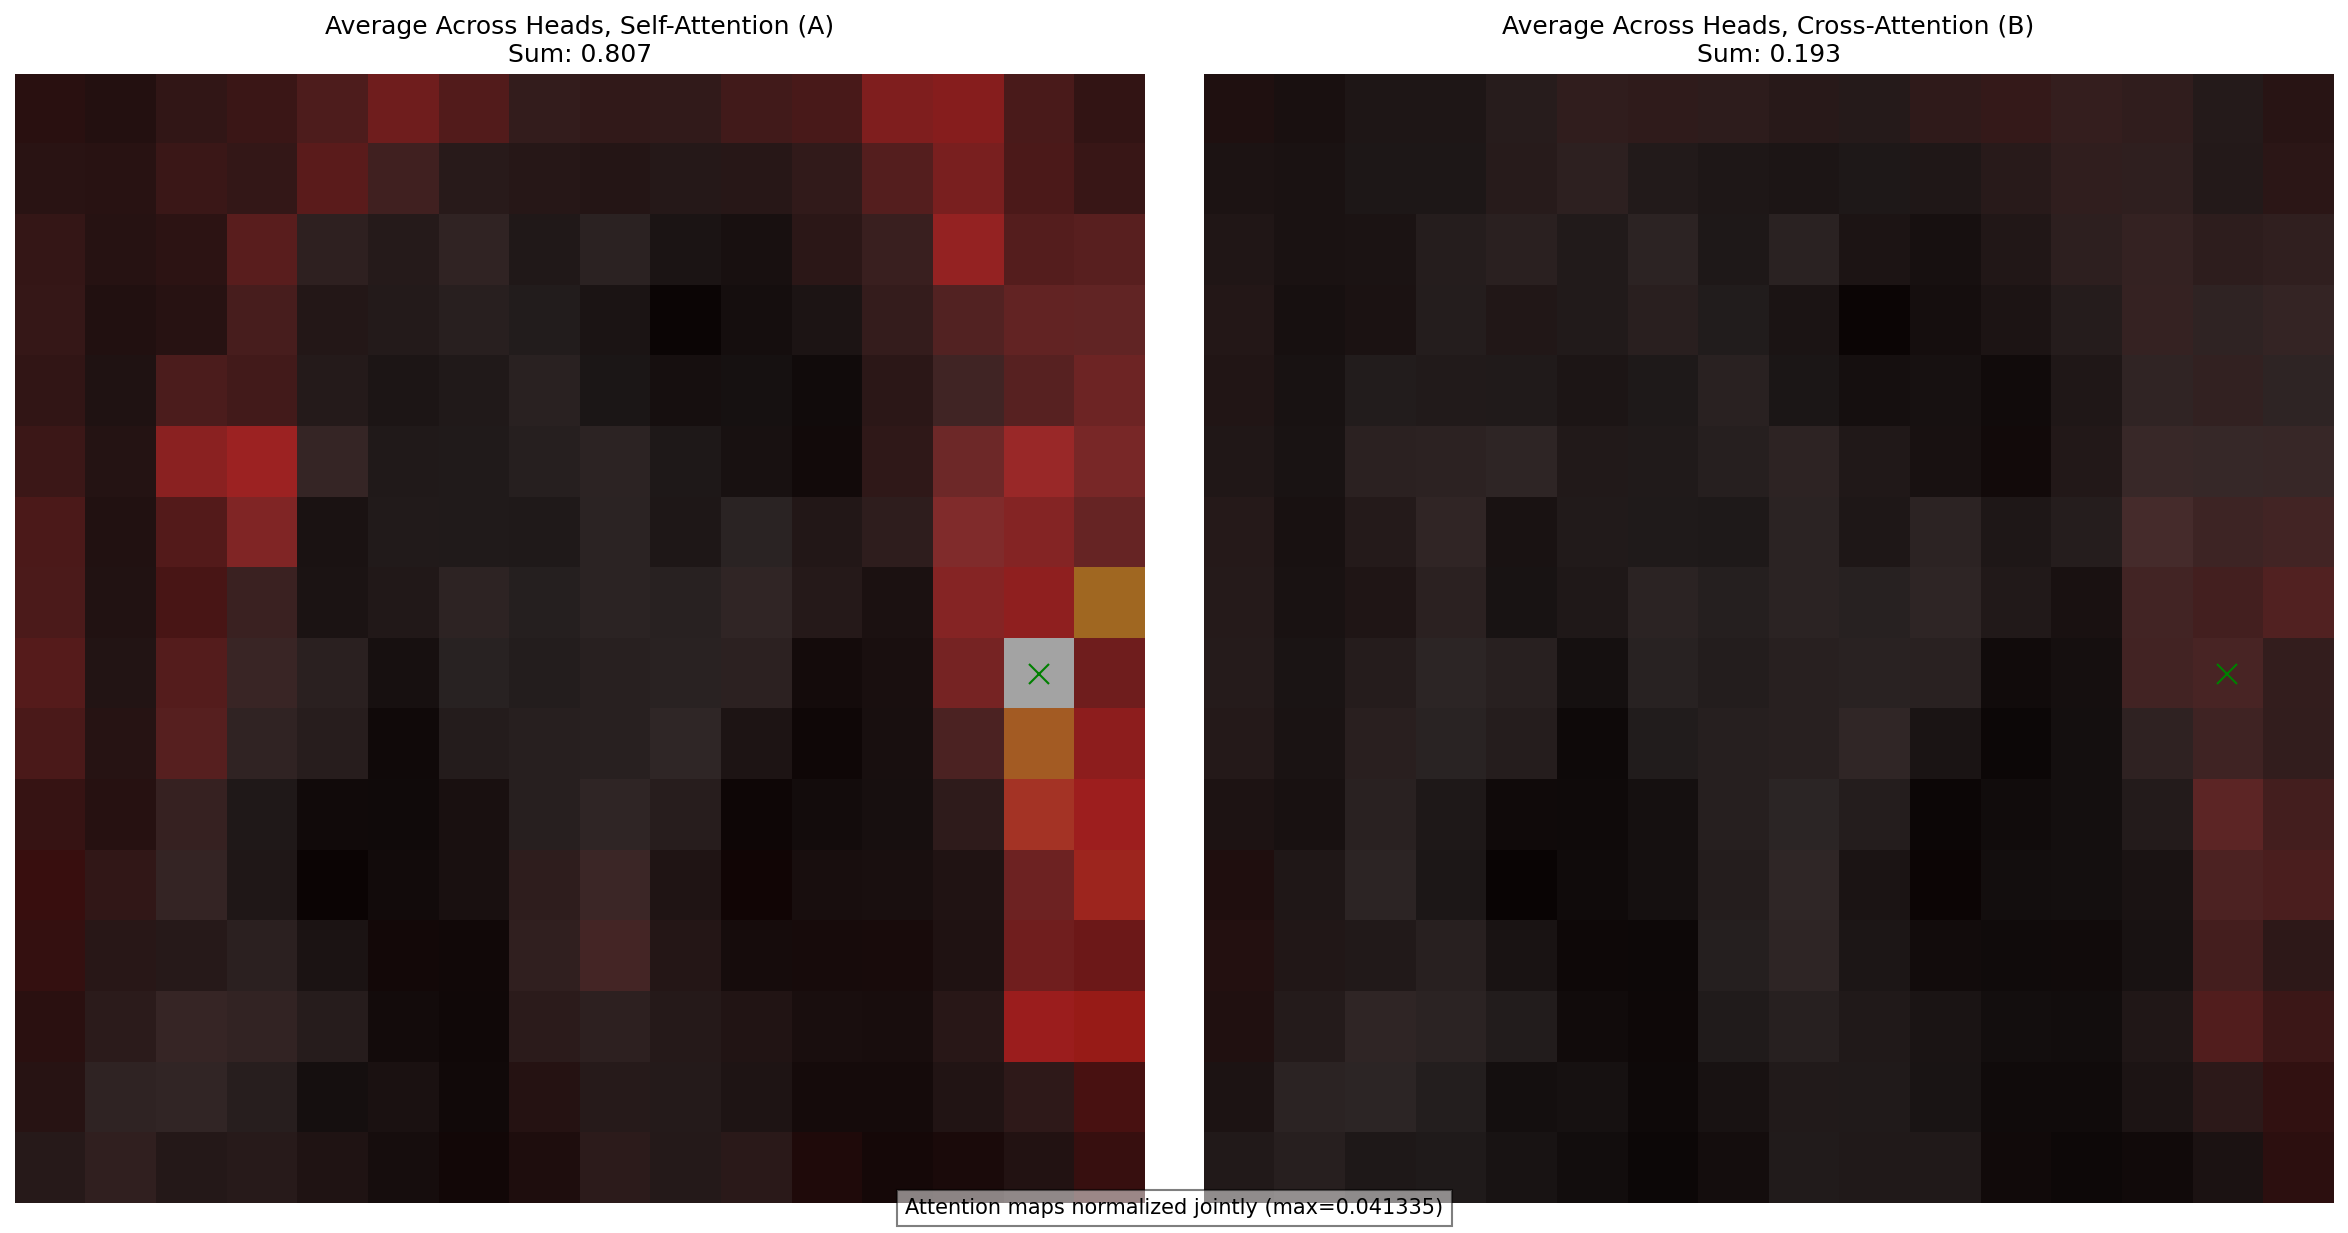 Average Across Heads, Self-Attention (A)
Sum: 0.807
Average Across Heads, Cross-Attention (B)
Sum: 0.193
Attention maps normalized jointly (max=0.041335)